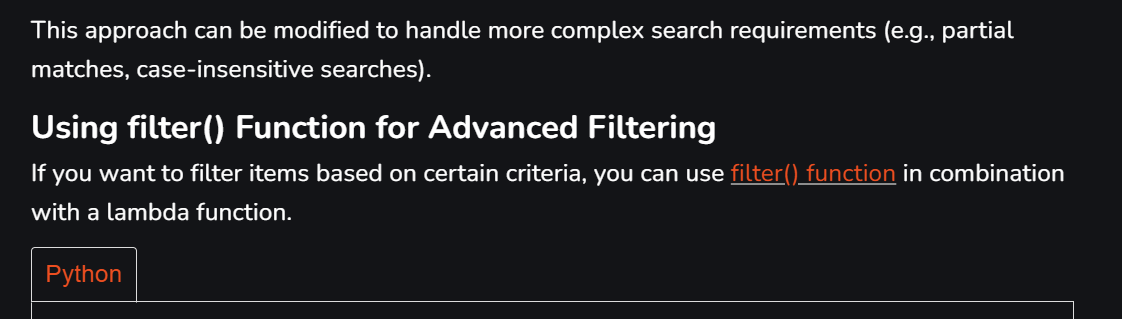 This approach can be modified to handle more complex search requirements (e.g., partial
matches, case-insensitive searches).
Using filter() Function for Advanced Filtering
If you want to filter items based on certain criteria, you can use filter() function in combination
with a lambda function.
Python